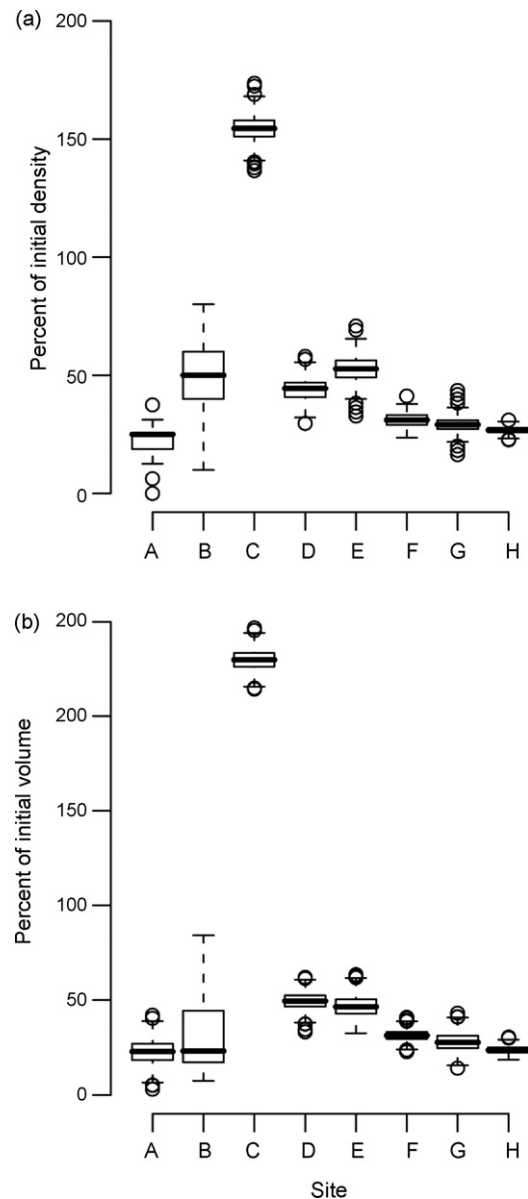 (a)
200
150
100
50
0
Percent of initial density
A B C D E F G H
(b)
200
200
150
100
50
0
Percent of initial volume
A B C D E F G H
Site